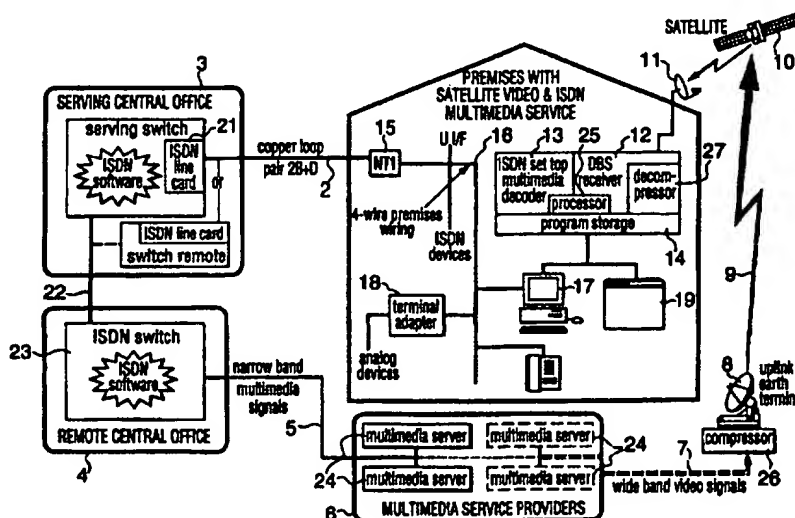 SATELLITE
10
11
3
SERVING CENTRAL OFFICE
serving switch
21
ISDN
software
ISDN
line
card
or
ISDN line card
switch remote
copper loop
pair 2B+D
2
PREMISES WITH
SATELLITE VIDEO & ISDN
MULTIMEDIA SERVICE
15
NT1
U I/F
16
4-wire premises
wiring
ISDN
devices
13
25
12
27
ISDN set top
multimedia
decoder
DBS
receiver
processor
decom-
pressor
program storage
14
17
19
18
terminal
adapter
analog
devices
22
23
ISDN switch
ISDN
software
REMOTE CENTRAL OFFICE
4
narrow band
multimedia
signals
5
9
8
uplink
earth
termin
compressor
26
24
multimedia server
multimedia server
24
24
multimedia server
multimedia server
24
6
MULTIMEDIA SERVICE PROVIDERS
7
wide band video signals